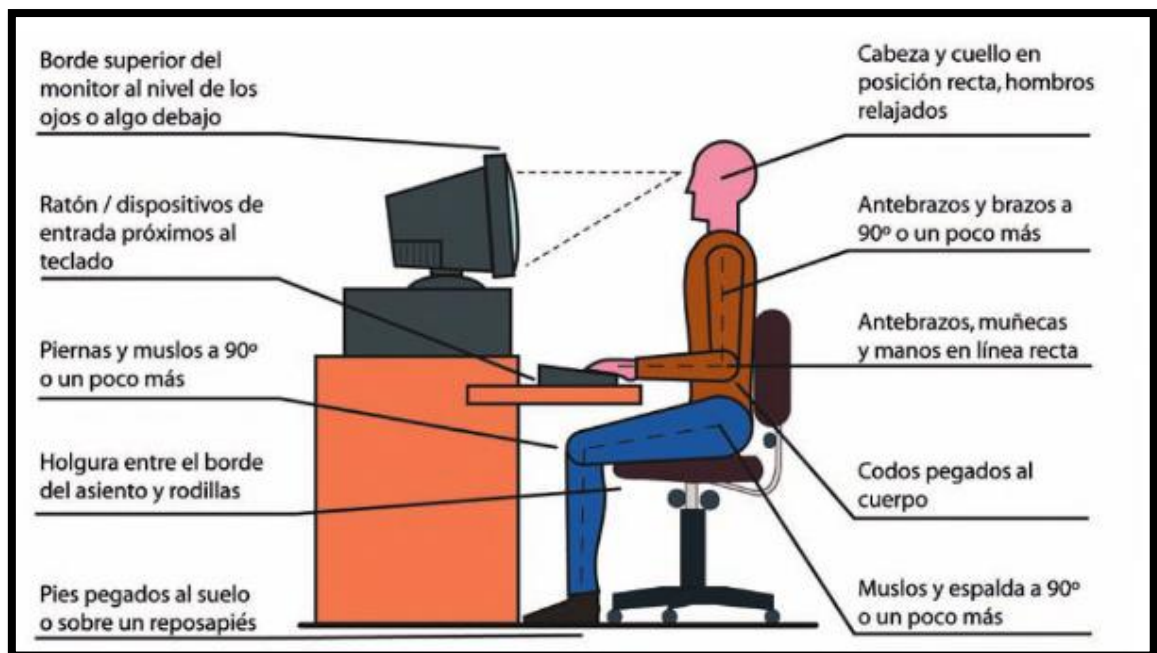 Borde superior del
monitor al nivel de los
ojos o algo debajo
Ratón / dispositivos de
entrada próximos al
teclado
Piernas y muslos a 90º
o un poco más
Holgura entre el borde
del asiento y rodillas
Pies pegados al suelo
o sobre un reposapiés
Cabeza y cuello en
posición recta, hombros
relajados
Antebrazos y brazos a
90º o un poco más
Antebrazos, muñecas
y manos en línea recta
Codos pegados al
cuerpo
Muslos y espalda a 90º
o un poco más